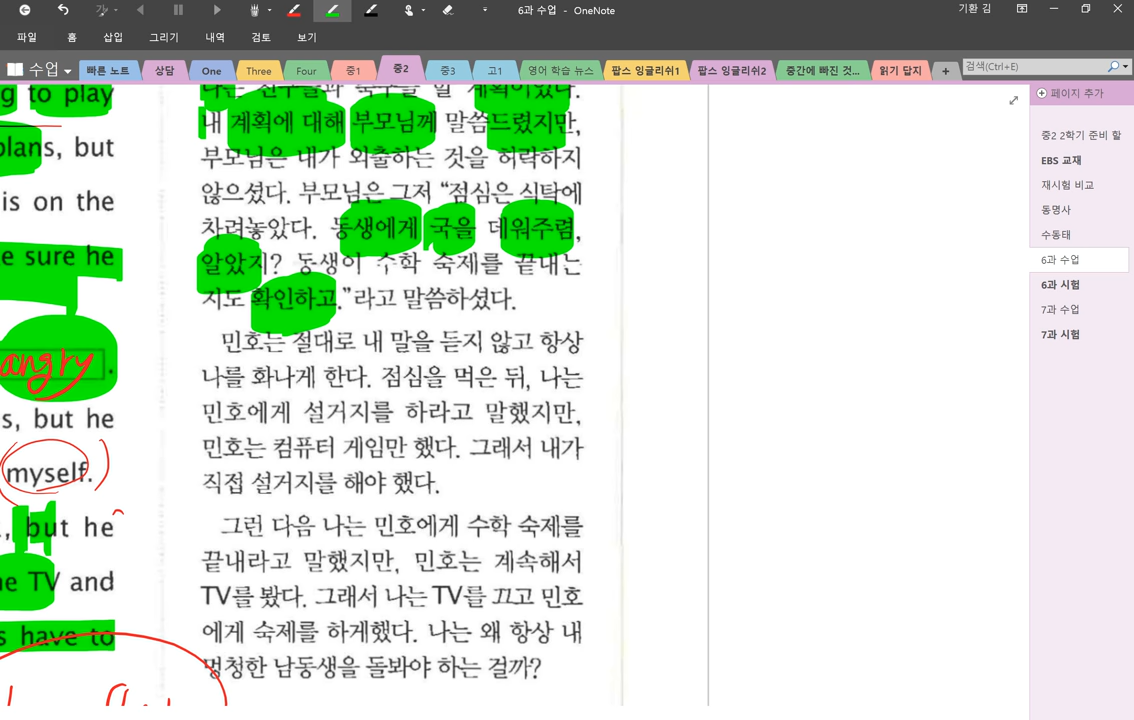 6과 수업 - OneNote
기환 김
파일 홈 삽입 그리기 내역 검토 보기
수업 빠른 노트 상담 One Three Four 중1 중2 중3 고1 영어 학습 뉴스 팝스 잉글리쉬1 팝스 잉글리쉬2 중간에 빠진 것... 읽기 답지 + 검색(Ctrl+E)
페이지 추가
중2 2학기 준비 할
EBS 교재
재시험 비교
동명사
수동태
6과 수업
6과 시험
7과 수업
7과 시험
g to play
plans, but
is on the
e sure he
angry .
s, but he
myself.
, but he
ne TV and
s have to
나는 친구들과 축구를 할 계획이었다.
내 계획에 대해 부모님께 말씀드렸지만,
부모님은 내가 외출하는 것을 허락하지
않으셨다. 부모님은 그저 “점심은 식탁에
차려놓았다. 동생에게 국을 데워주렴,
알았지? 동생이 수학 숙제를 끝내는
지도 확인하고.”라고 말씀하셨다.
민호는 절대로 내 말을 듣지 않고 항상
나를 화나게 한다. 점심을 먹은 뒤, 나는
민호에게 설거지를 하라고 말했지만,
민호는 컴퓨터 게임만 했다. 그래서 내가
직접 설거지를 해야 했다.
그런 다음 나는 민호에게 수학 숙제를
끝내라고 말했지만, 민호는 계속해서
TV를 봤다. 그래서 나는 TV를 끄고 민호
에게 숙제를 하게했다. 나는 왜 항상 내
멍청한 남동생을 돌봐야 하는 걸까?